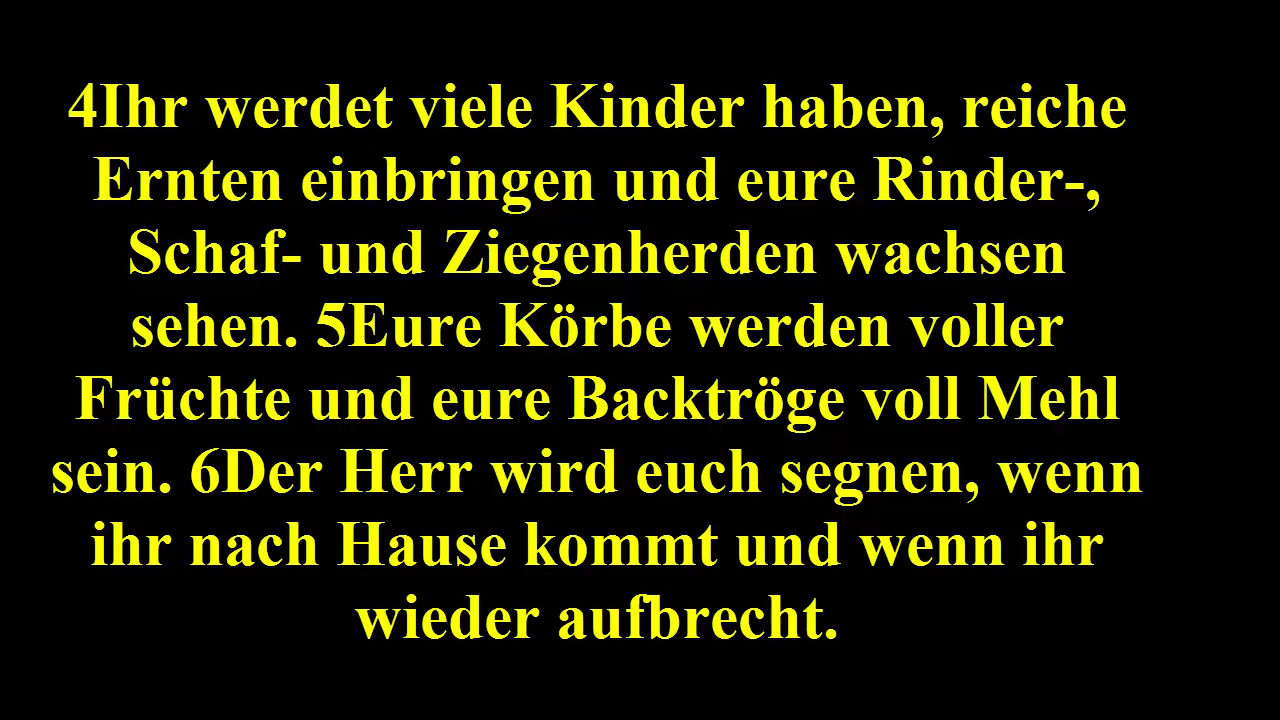 4Ihr werdet viele Kinder haben, reiche
Ernten einbringen und eure Rinder-,
Schaf- und Ziegenherden wachsen
sehen. 5Eure Körbe werden voller
Früchte und eure Backtröge voll Mehl
sein. 6Der Herr wird euch segnen, wenn
ihr nach Hause kommt und wenn ihr
wieder aufbrecht.